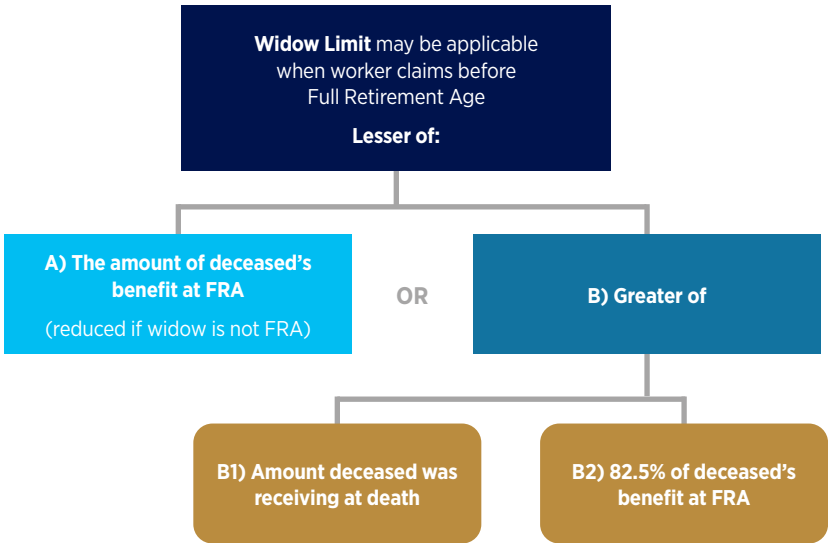 Widow Limit may be applicable
when worker claims before
Full Retirement Age
Lesser of:
A) The amount of deceased's
benefit at FRA
(reduced if widow is not FRA)
OR
B) Greater of
B1) Amount deceased was
receiving at death
B2) 82.5% of deceased's
benefit at FRA